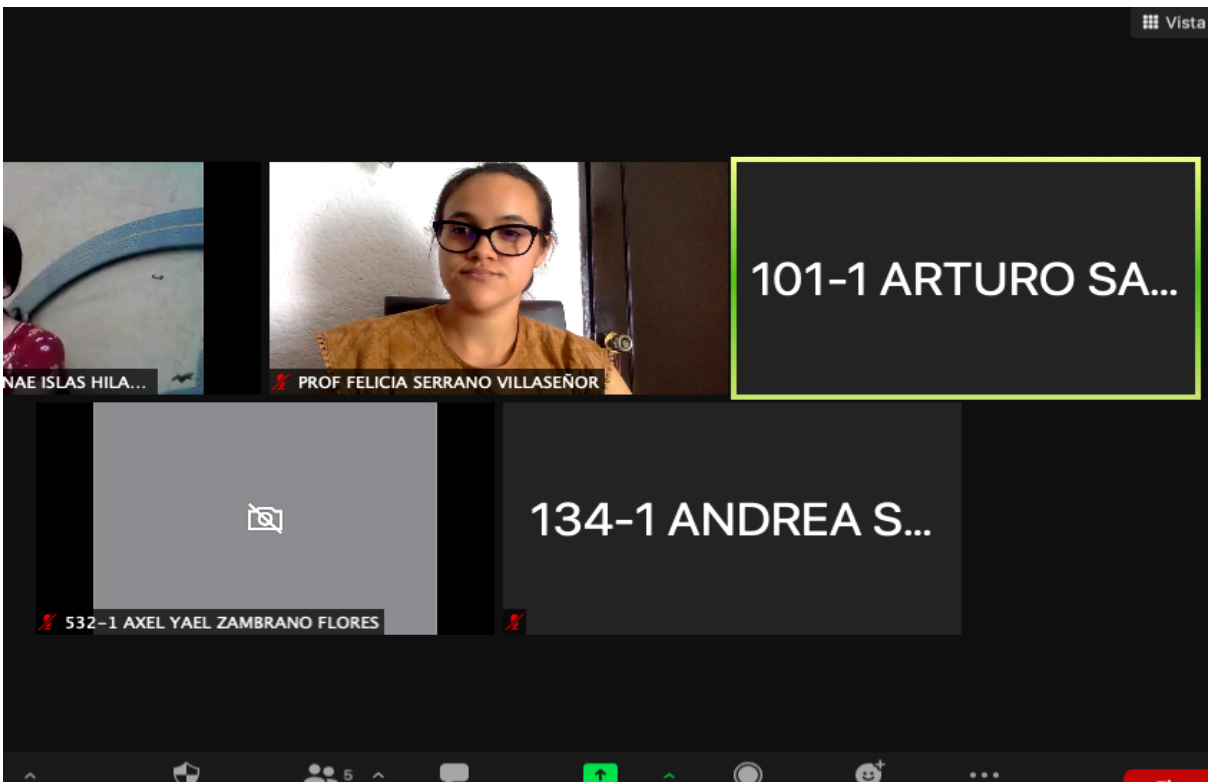 Vista
101-1 ARTURO SA...
NAE ISLAS HILA...
PROF FELICIA SERRANO VILLASEÑOR
134-1 ANDREA S...
532-1 AXEL YAEL ZAMBRANO FLORES
5